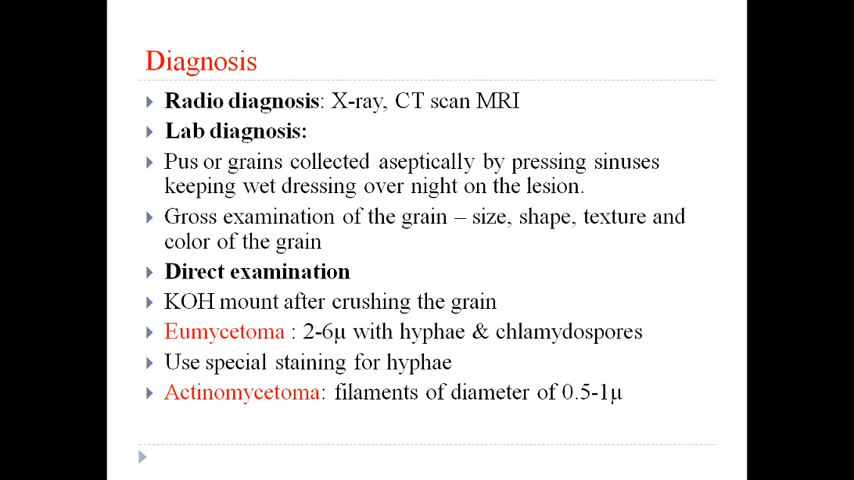 Diagnosis
Radio diagnosis: X-ray, CT scan MRI
Lab diagnosis:
Pus or grains collected aseptically by pressing sinuses
keeping wet dressing over night on the lesion.
Gross examination of the grain – size, shape, texture and
color of the grain
Direct examination
KOH mount after crushing the grain
Eumycetoma : 2-6μ with hyphae & chlamydospores
Use special staining for hyphae
Actinomycetoma: filaments of diameter of 0.5-1μ